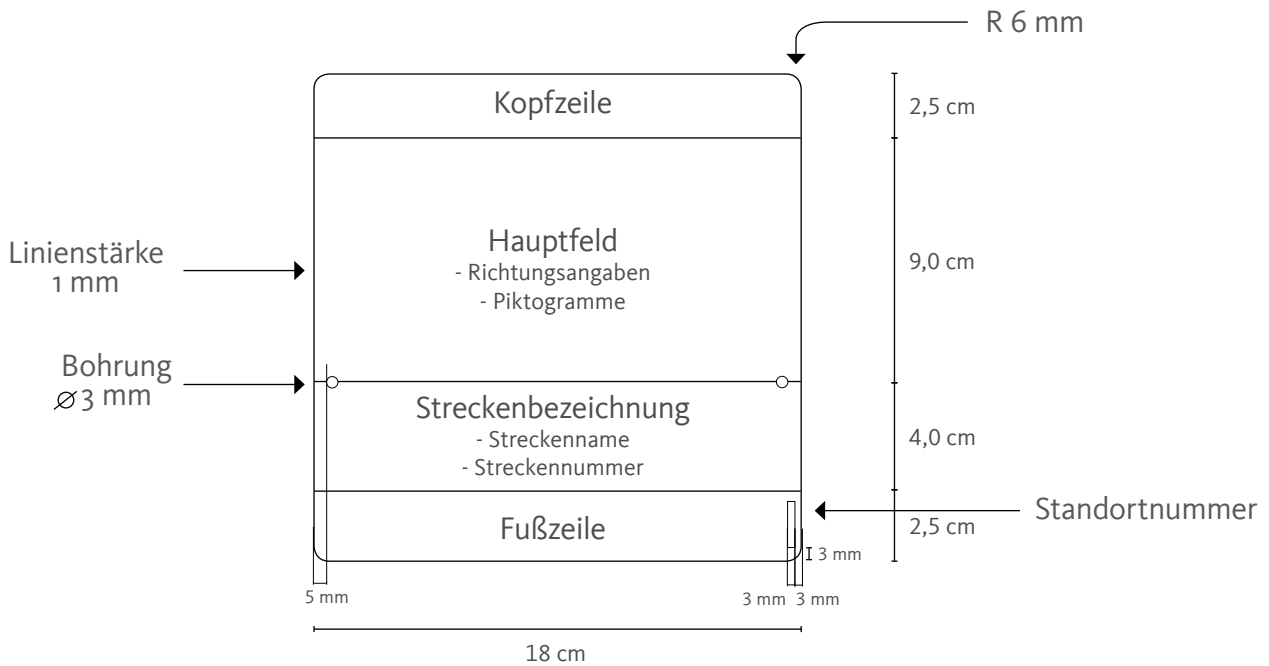 R 6 mm
Kopfzeile
2,5 cm
Hauptfeld
- Richtungsangaben
- Piktogramme
Linienstärke
1 mm
9,0 cm
Bohrung
⌀ 3 mm
Streckenbezeichnung
- Streckenname
- Streckennummer
4,0 cm
Fußzeile
Standortnummer
2,5 cm
3 mm
5 mm
3 mm
3 mm
18 cm